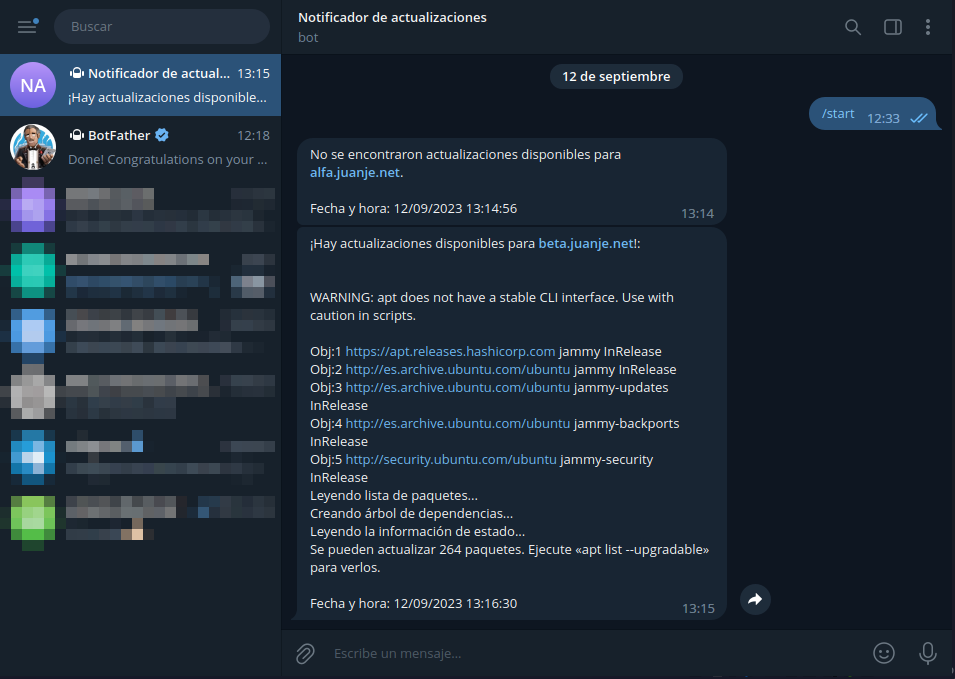 Buscar
NA
Notificador de actual... 13:15
¡Hay actualizaciones disponible...
BotFather 12:18
Done! Congratulations on your ...
Notificador de actualizaciones
bot
12 de septiembre
/start 12:33
No se encontraron actualizaciones disponibles para
alfa.juanje.net.
Fecha y hora: 12/09/2023 13:14:56
13:14
¡Hay actualizaciones disponibles para beta.juanje.net!:
WARNING: apt does not have a stable CLI interface. Use with
caution in scripts.
Obj:1 https://apt.releases.hashicorp.com jammy InRelease
Obj:2 http://es.archive.ubuntu.com/ubuntu jammy InRelease
Obj:3 http://es.archive.ubuntu.com/ubuntu jammy-updates
InRelease
Obj:4 http://es.archive.ubuntu.com/ubuntu jammy-backports
InRelease
Obj:5 http://security.ubuntu.com/ubuntu jammy-security
InRelease
Leyendo lista de paquetes...
Creando árbol de dependencias...
Leyendo la información de estado...
Se pueden actualizar 264 paquetes. Ejecute «apt list --upgradable»
para verlos.
Fecha y hora: 12/09/2023 13:16:30
13:15
Escribe un mensaje...